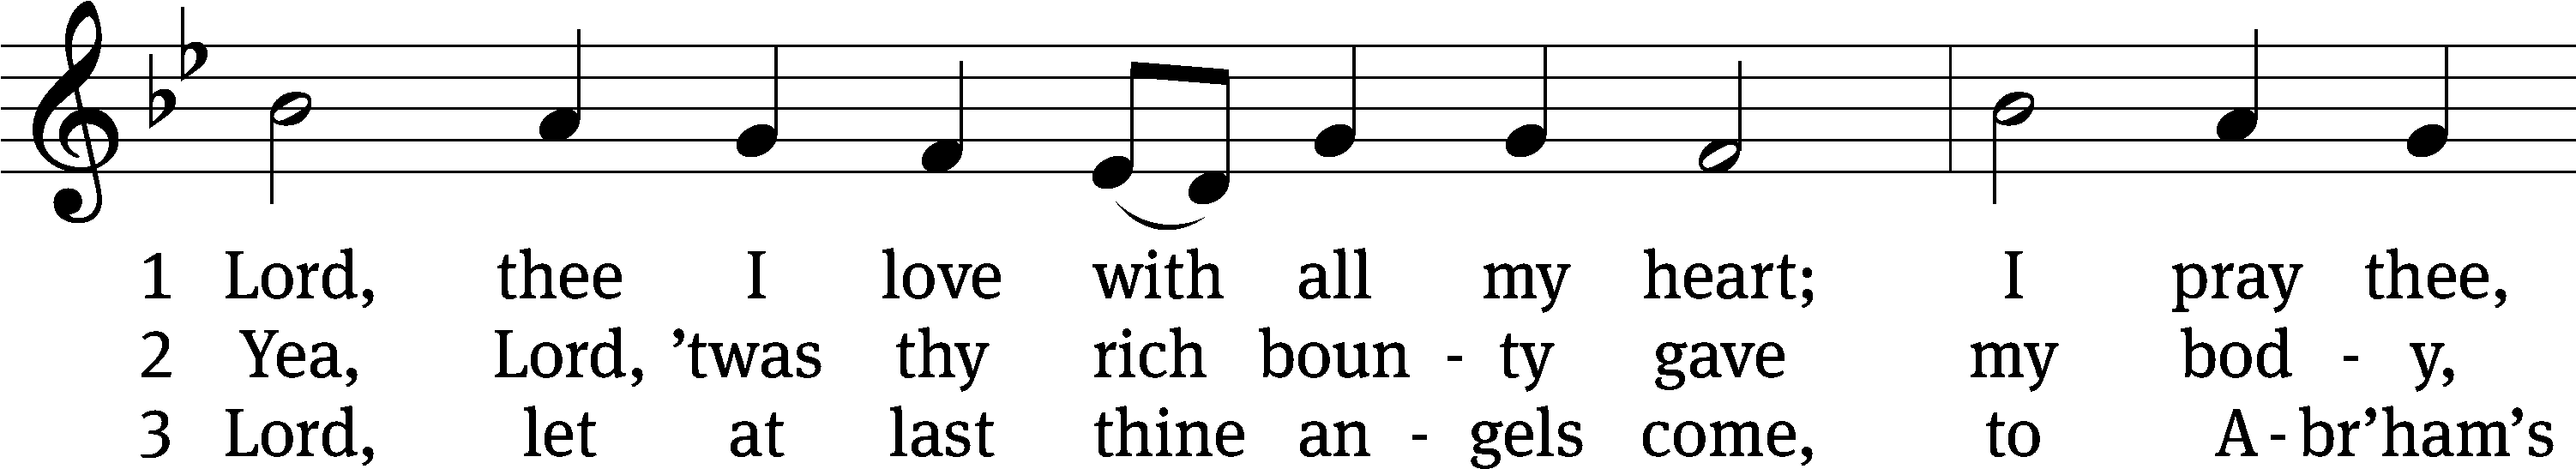 1 Lord, thee I love with all my heart; I pray thee,
2 Yea, Lord, ’twas thy rich boun - ty gave my bod - y,
3 Lord, let at last thine an - gels come, to A - br’ham’s